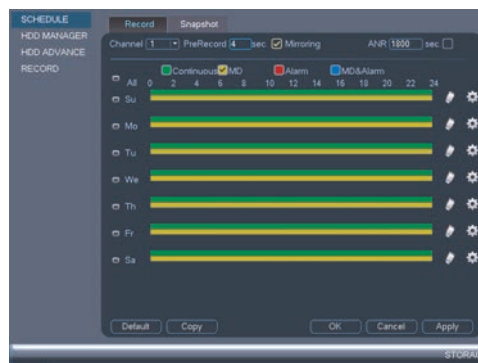 SCHEDULE
HDD MANAGER
HDD ADVANCE
RECORD
Record Snapshot
Channel 1 PreRecord 4 sec Mirroring ANR 1800 sec
Continuous MD Alarm MD&Alarm
All 0 2 4 6 8 10 12 14 16 18 20 22 24
Su
Mo
Tu
We
Th
Fr
Sa
Default Copy OK Cancel Apply
STORAG